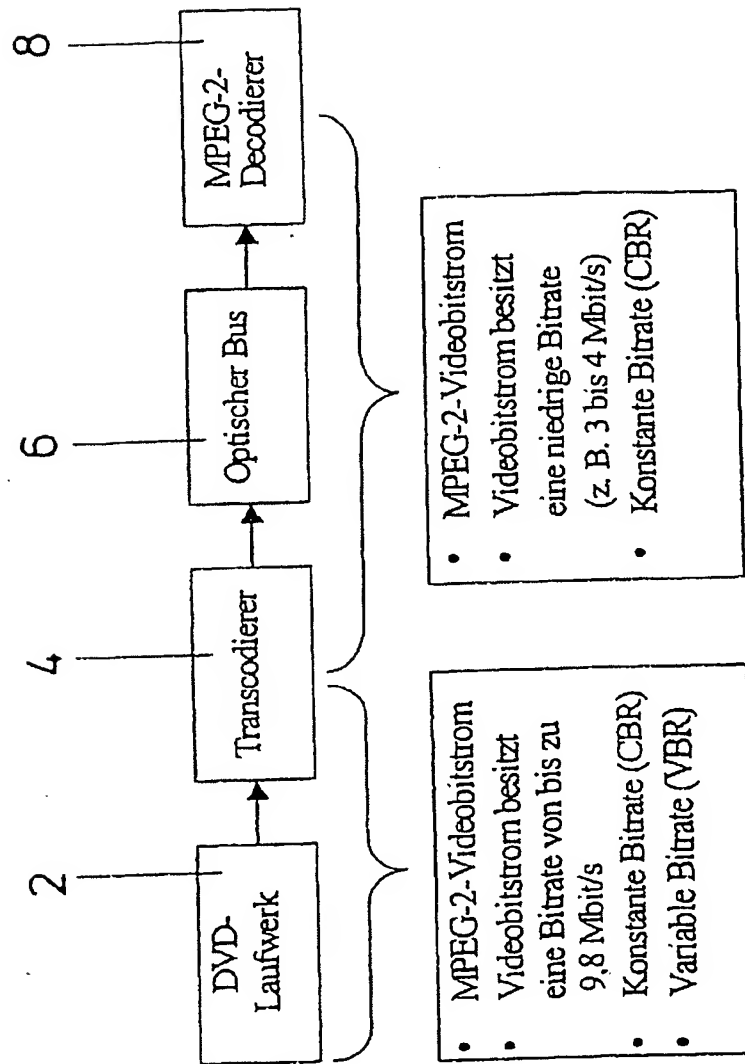 2
4
6
8
DVD-
Laufwerk
Transcodierer
Optischer Bus
MPEG-2-
Decodierer
• MPEG-2-Videobitstrom
• Videobitstrom besitzt
eine Bitrate von bis zu
9,8 Mbit/s
• Konstante Bitrate (CBR)
• Variable Bitrate (VBR)
• MPEG-2-Videobitstrom
• Videobitstrom besitzt
eine niedrige Bitrate
(z. B. 3 bis 4 Mbit/s)
• Konstante Bitrate (CBR)